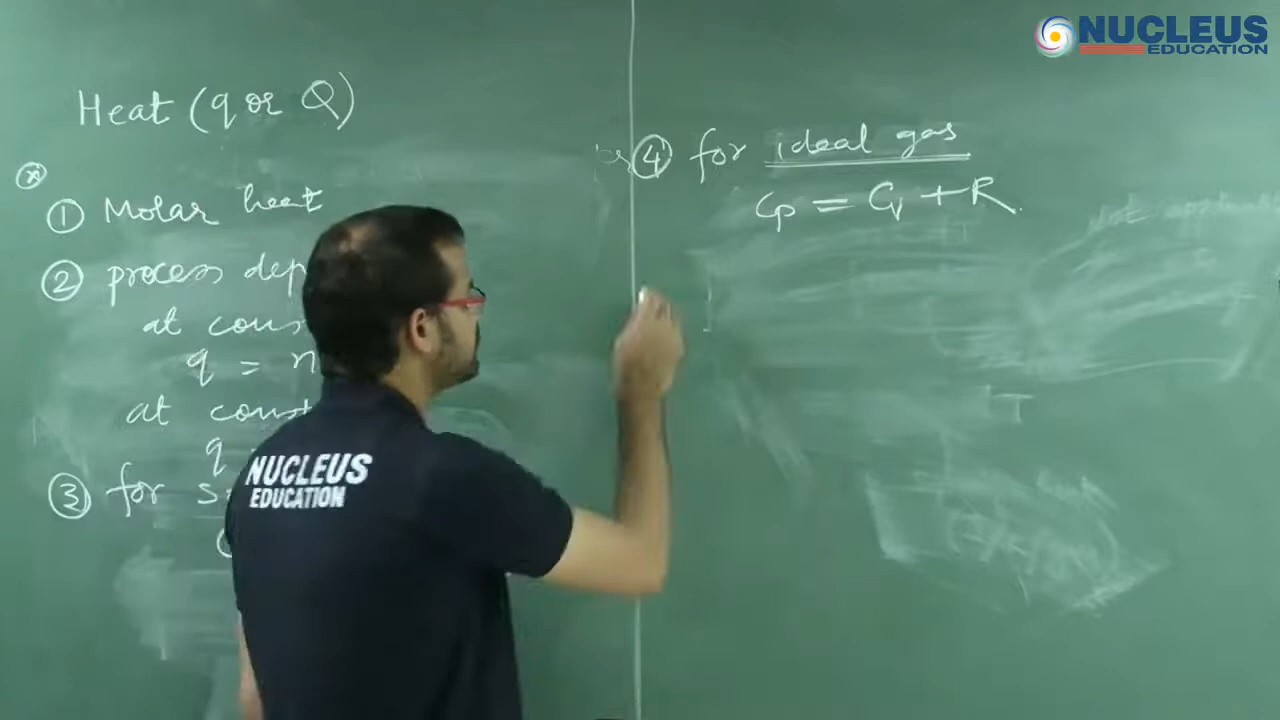 NUCLEUS
EDUCATION
Heat (q or Q)
① Molar heat
② process dep
at cons
q = n
at const
q
③ for s
④ for ideal gas
Cp = Cv + R.
NUCLEUS
EDUCATION